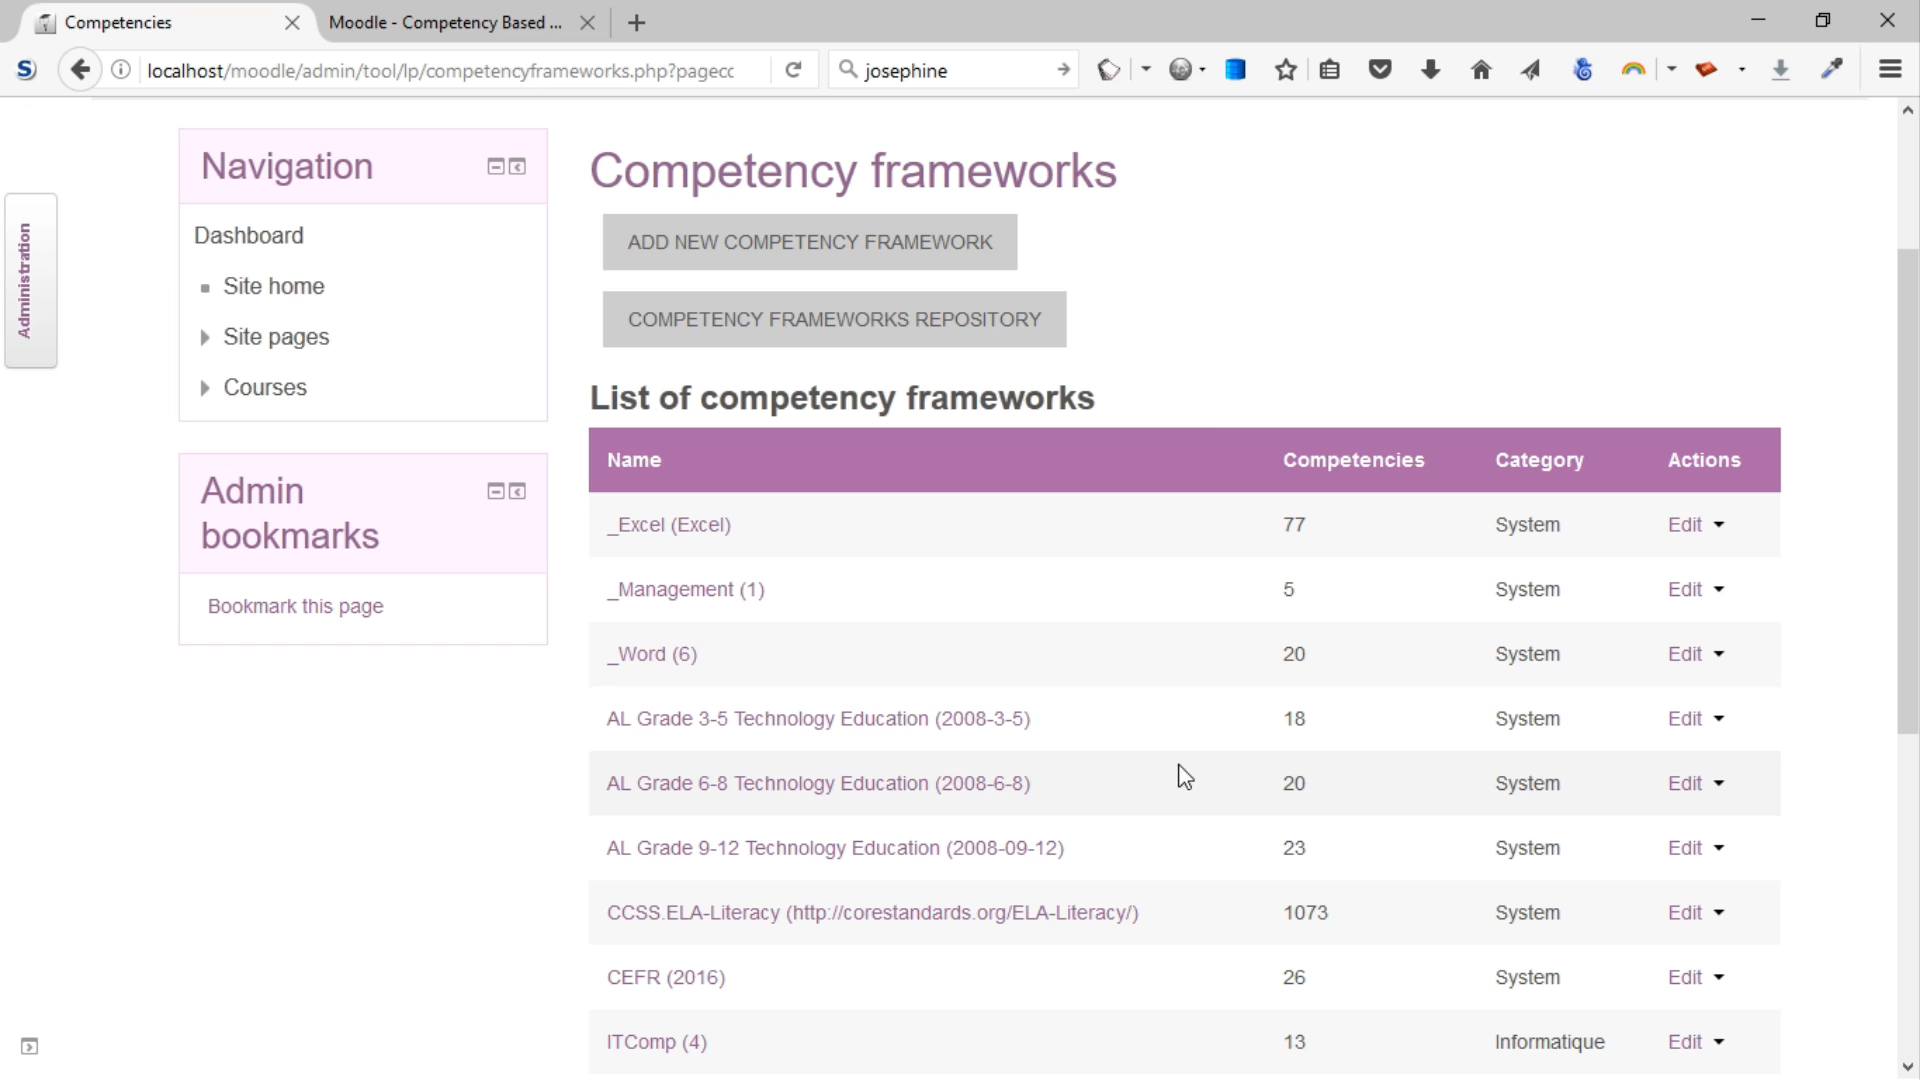 Competencies
Moodle - Competency Based ...
localhost/moodle/admin/tool/lp/competencyframeworks.php?pagecc
josephine
Administration
Navigation
Dashboard
Site home
Site pages
Courses
Admin
bookmarks
Bookmark this page
Competency frameworks
ADD NEW COMPETENCY FRAMEWORK
COMPETENCY FRAMEWORKS REPOSITORY
List of competency frameworks
Name Competencies Category Actions
_Excel (Excel) 77 System Edit
_Management (1) 5 System Edit
_Word (6) 20 System Edit
AL Grade 3-5 Technology Education (2008-3-5) 18 System Edit
AL Grade 6-8 Technology Education (2008-6-8) 20 System Edit
AL Grade 9-12 Technology Education (2008-09-12) 23 System Edit
CCSS.ELA-Literacy (http://corestandards.org/ELA-Literacy/) 1073 System Edit
CEFR (2016) 26 System Edit
ITComp (4) 13 Informatique Edit